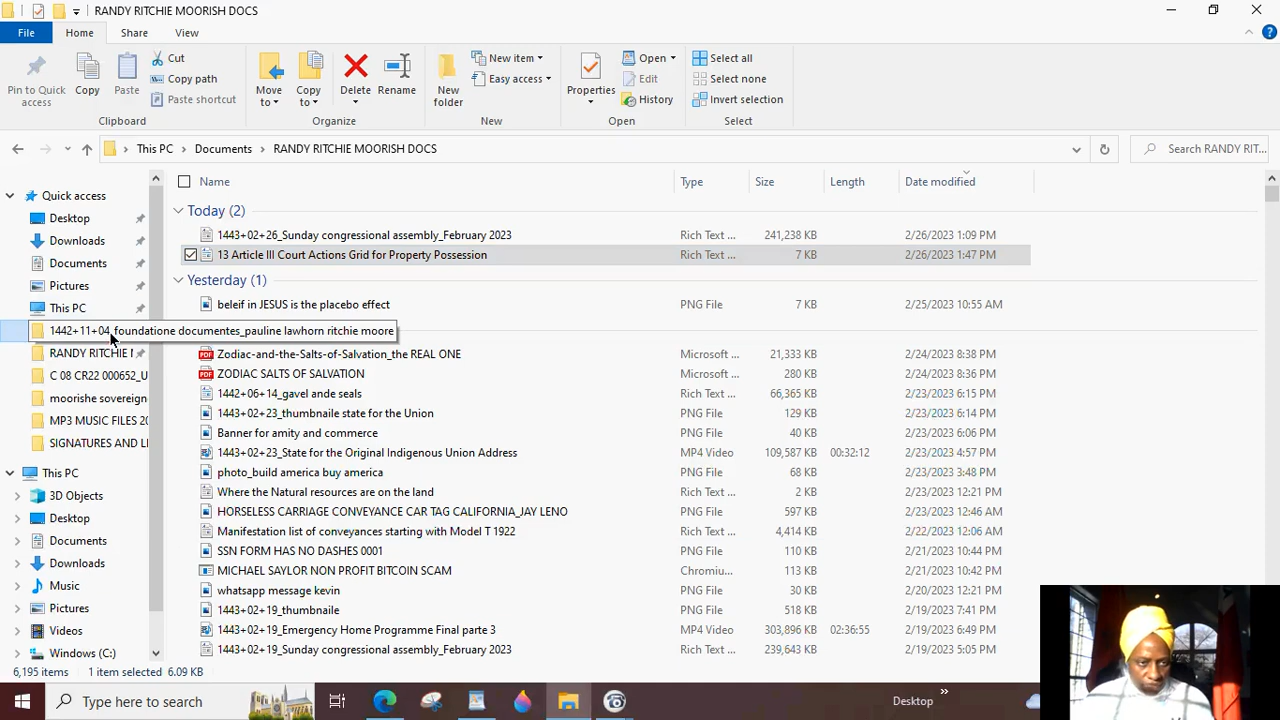 RANDY RITCHIE MOORISH DOCS
File Home Share View
Pin to Quick access
Copy
Paste
Cut
Copy path
Paste shortcut
Clipboard
Move to
Copy to
Delete
Rename
Organize
New folder
New item
Easy access
New
Properties
Open
Edit
History
Open
Select all
Select none
Invert selection
Select
This PC > Documents > RANDY RITCHIE MOORISH DOCS
Search RANDY RIT...
Quick access
Desktop
Downloads
Documents
Pictures
This PC
1442+11+04_foundatione documentes_pauline lawhorn ritchie moore
RANDY RITCHIE
C 08 CR22 000652_U
moorishe sovereign
MP3 MUSIC FILES 20
SIGNATURES AND LI
This PC
3D Objects
Desktop
Documents
Downloads
Music
Pictures
Videos
Windows (C:)
Name Type Size Length Date modified
Today (2)
1443+02+26_Sunday congressional assembly_February 2023 Rich Text ... 241,238 KB 2/26/2023 1:09 PM
13 Article III Court Actions Grid for Property Possession Rich Text ... 7 KB 2/26/2023 1:47 PM
Yesterday (1)
beleif in JESUS is the placebo effect PNG File 7 KB 2/25/2023 10:55 AM
Zodiac-and-the-Salts-of-Salvation_the REAL ONE Microsoft ... 21,333 KB 2/24/2023 8:38 PM
ZODIAC SALTS OF SALVATION Microsoft ... 280 KB 2/24/2023 8:36 PM
1442+06+14_gavel ande seals Rich Text ... 66,365 KB 2/23/2023 6:15 PM
1443+02+23_thumbnaile state for the Union PNG File 129 KB 2/23/2023 6:14 PM
Banner for amity and commerce PNG File 40 KB 2/23/2023 6:06 PM
1443+02+23_State for the Original Indigenous Union Address MP4 Video 109,587 KB 00:32:12 2/23/2023 4:57 PM
photo_build america buy america PNG File 68 KB 2/23/2023 3:48 PM
Where the Natural resources are on the land Rich Text ... 2 KB 2/23/2023 12:21 PM
HORSELESS CARRIAGE CONVEYANCE CAR TAG CALIFORNIA_JAY LENO PNG File 597 KB 2/23/2023 12:46 AM
Manifestation list of conveyances starting with Model T 1922 Rich Text ... 4,414 KB 2/22/2023 12:06 AM
SSN FORM HAS NO DASHES 0001 PNG File 110 KB 2/21/2023 10:44 PM
MICHAEL SAYLOR NON PROFIT BITCOIN SCAM Chromiu... 113 KB 2/21/2023 10:42 PM
whatsapp message kevin PNG File 30 KB 2/20/2023 12:21 PM
1443+02+19_thumbnaile PNG File 518 KB 2/19/2023 7:41 PM
1443+02+19_Emergency Home Programme Final parte 3 MP4 Video 303,896 KB 02:36:55 2/19/2023 6:49 PM
1443+02+19_Sunday congressional assembly_February 2023 Rich Text ... 239,643 KB 2/19/2023 5:05 PM
6,195 items 1 item selected 6.09 KB
Type here to search
Desktop